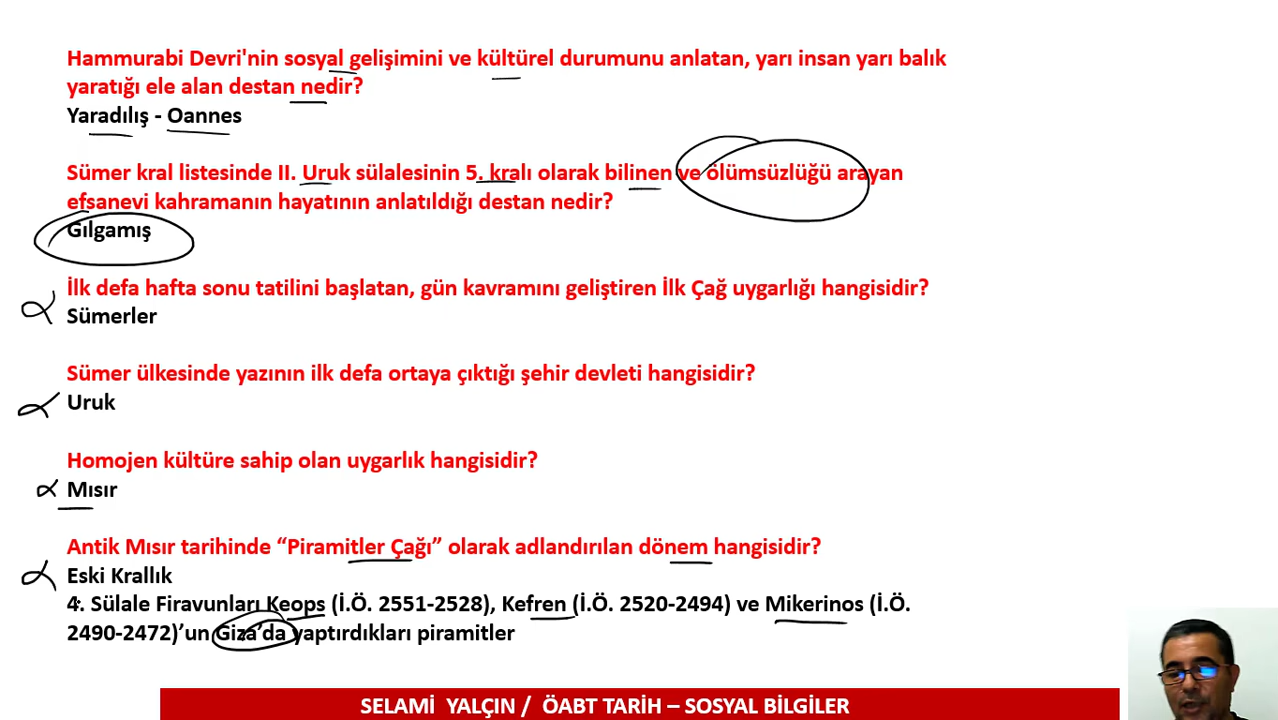 Hammurabi Devri'nin sosyal gelişimini ve kültürel durumunu anlatan, yarı insan yarı balık
yaratığı ele alan destan nedir?
Yaradılış - Oannes
Sümer kral listesinde II. Uruk sülalesinin 5. kralı olarak bilinen ve ölümsüzlüğü arayan
efsanevi kahramanın hayatının anlatıldığı destan nedir?
Gılgamış
İlk defa hafta sonu tatilini başlatan, gün kavramını geliştiren İlk Çağ uygarlığı hangisidir?
Sümerler
Sümer ülkesinde yazının ilk defa ortaya çıktığı şehir devleti hangisidir?
Uruk
Homojen kültüre sahip olan uygarlık hangisidir?
Mısır
Antik Mısır tarihinde “Piramitler Çağı” olarak adlandırılan dönem hangisidir?
Eski Krallık
4. Sülale Firavunları Keops (İ.Ö. 2551-2528), Kefren (İ.Ö. 2520-2494) ve Mikerinos (İ.Ö.
2490-2472)’un Giza’da yaptırdıkları piramitler
SELAMİ YALÇIN / ÖABT TARİH – SOSYAL BİLGİLER